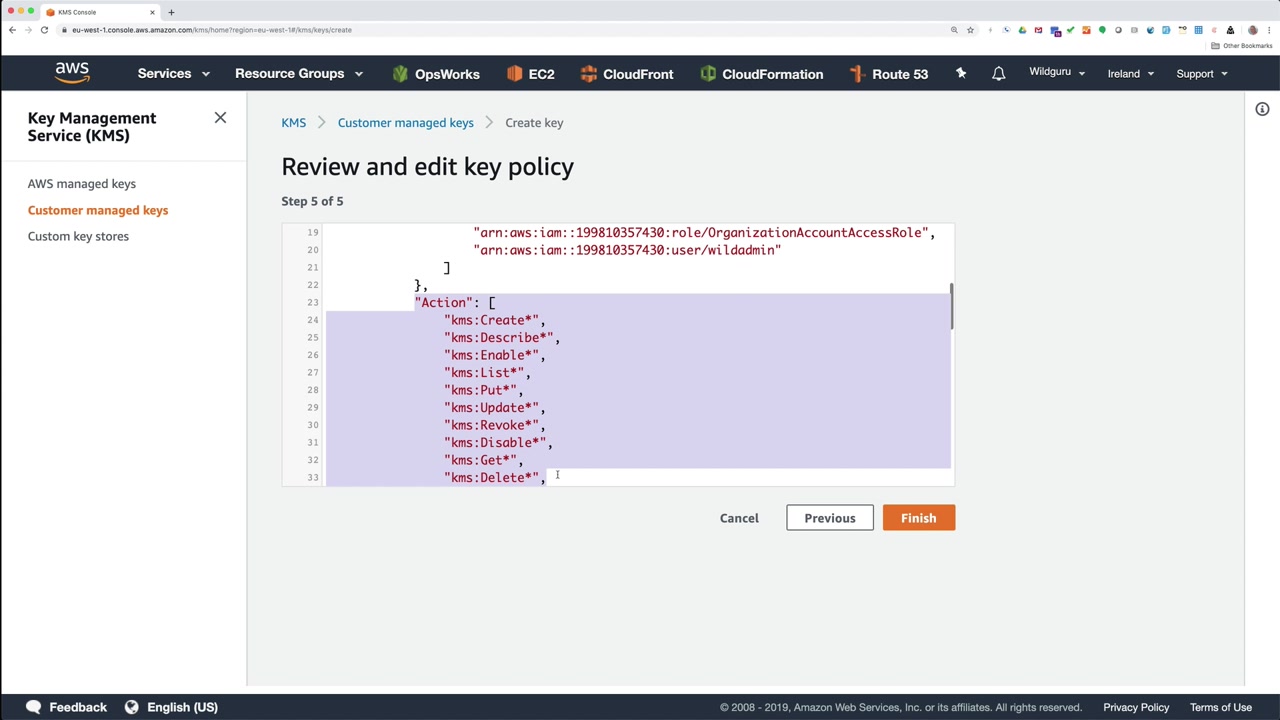 KMS Console
eu-west-1.console.aws.amazon.com/kms/home?region=eu-west-1#/kms/keys/create
Other Bookmarks
aws
Services
Resource Groups
OpsWorks
EC2
CloudFront
CloudFormation
Route 53
Wildguru
Ireland
Support
Key Management
Service (KMS)
AWS managed keys
Customer managed keys
Custom key stores
KMS
Customer managed keys
Create key
Review and edit key policy
Step 5 of 5
19 "arn:aws:iam::199810357430:role/OrganizationAccountAccessRole",
20 "arn:aws:iam::199810357430:user/wildadmin"
21 ]
22 },
23 "Action": [
24 "kms:Create*",
25 "kms:Describe*",
26 "kms:Enable*",
27 "kms:List*",
28 "kms:Put*",
29 "kms:Update*",
30 "kms:Revoke*",
31 "kms:Disable*",
32 "kms:Get*",
33 "kms:Delete*",
Cancel
Previous
Finish
Feedback
English (US)
© 2008 - 2019, Amazon Web Services, Inc. or its affiliates. All rights reserved.
Privacy Policy
Terms of Use